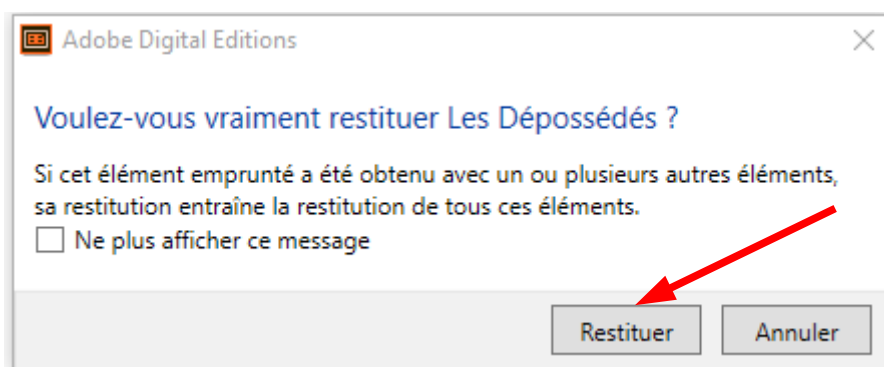 Adobe Digital Editions
Voulez-vous vraiment restituer Les Dépossédés ?
Si cet élément emprunté a été obtenu avec un ou plusieurs autres éléments,
sa restitution entraîne la restitution de tous ces éléments.
Ne plus afficher ce message
Restituer Annuler